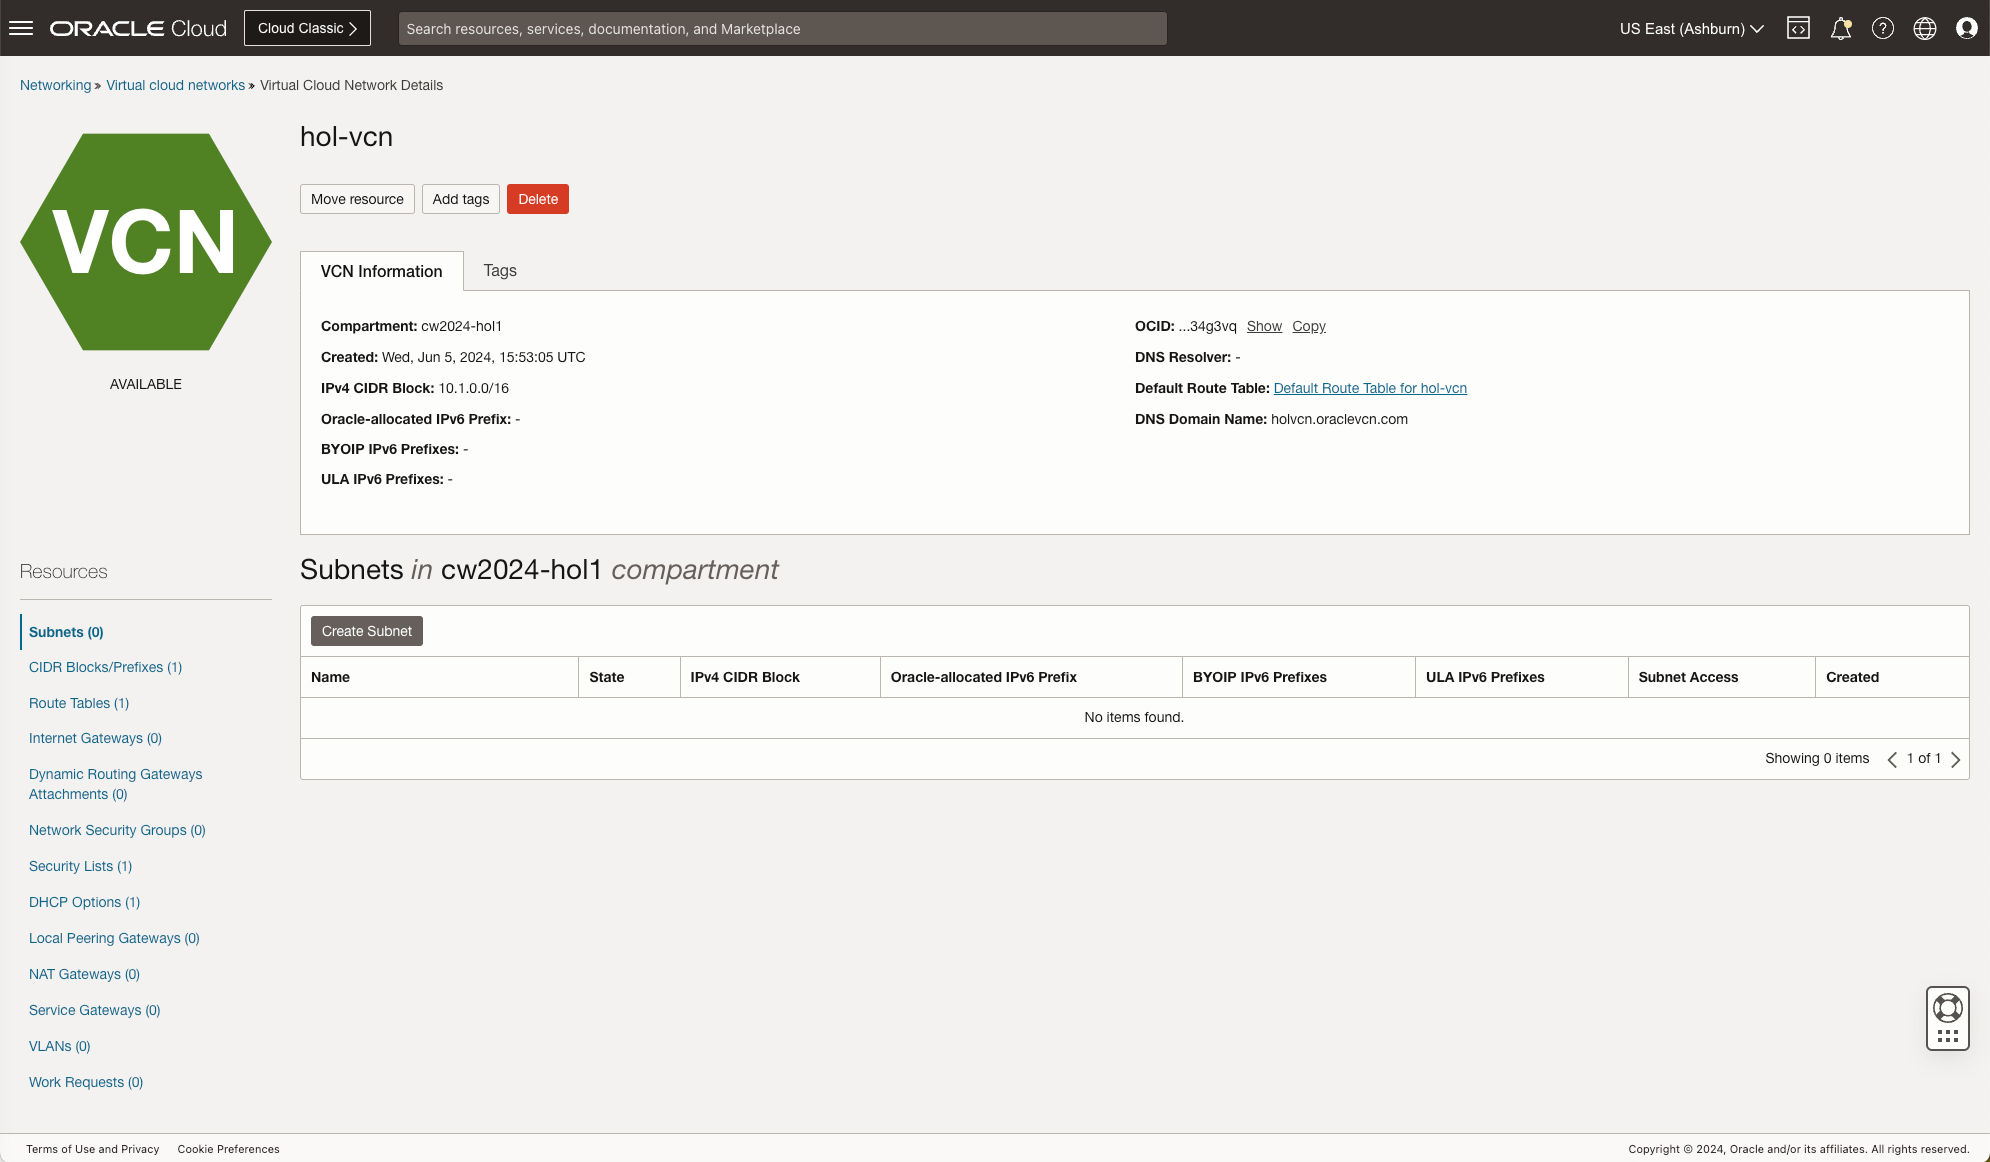 ORACLE Cloud
Cloud Classic
Search resources, services, documentation, and Marketplace
US East (Ashburn)
Networking » Virtual cloud networks » Virtual Cloud Network Details
VCN
AVAILABLE
hol-vcn
Move resource Add tags Delete
VCN Information Tags
Compartment: cw2024-hol1
Created: Wed, Jun 5, 2024, 15:53:05 UTC
IPv4 CIDR Block: 10.1.0.0/16
Oracle-allocated IPv6 Prefix: -
BYOIP IPv6 Prefixes: -
ULA IPv6 Prefixes: -
OCID: ...34g3vq Show Copy
DNS Resolver: -
Default Route Table: Default Route Table for hol-vcn
DNS Domain Name: holvcn.oraclevcn.com
Resources
Subnets (0)
CIDR Blocks/Prefixes (1)
Route Tables (1)
Internet Gateways (0)
Dynamic Routing Gateways
Attachments (0)
Network Security Groups (0)
Security Lists (1)
DHCP Options (1)
Local Peering Gateways (0)
NAT Gateways (0)
Service Gateways (0)
VLANs (0)
Work Requests (0)
Subnets in cw2024-hol1 compartment
Create Subnet
Name State IPv4 CIDR Block Oracle-allocated IPv6 Prefix BYOIP IPv6 Prefixes ULA IPv6 Prefixes Subnet Access Created
No items found.
Showing 0 items 1 of 1
Terms of Use and Privacy Cookie Preferences
Copyright © 2024, Oracle and/or its affiliates. All rights reserved.